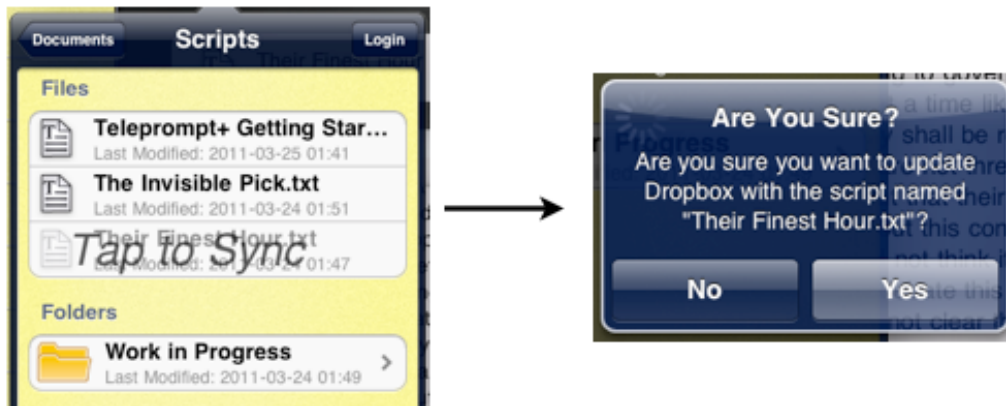 Documents
Scripts
Login
Files
Teleprompt+ Getting Star...
Last Modified: 2011-03-25 01:41
The Invisible Pick.txt
Last Modified: 2011-03-24 01:51
Their Finest Hour.txt
Tap to Sync
Last Modified: 2011-03-24 01:47
Folders
Work in Progress
Last Modified: 2011-03-24 01:49
Are You Sure?
Are you sure you want to update
Dropbox with the script named
"Their Finest Hour.txt"?
No
Yes